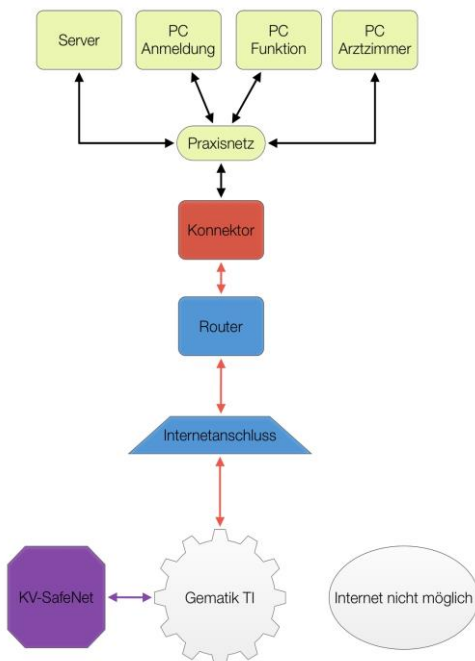 Server
PC
Anmeldung
PC
Funktion
PC
Arztzimmer
Praxisnetz
Konnektor
Router
Internetanschluss
KV-SafeNet
Gematik TI
Internet nicht möglich